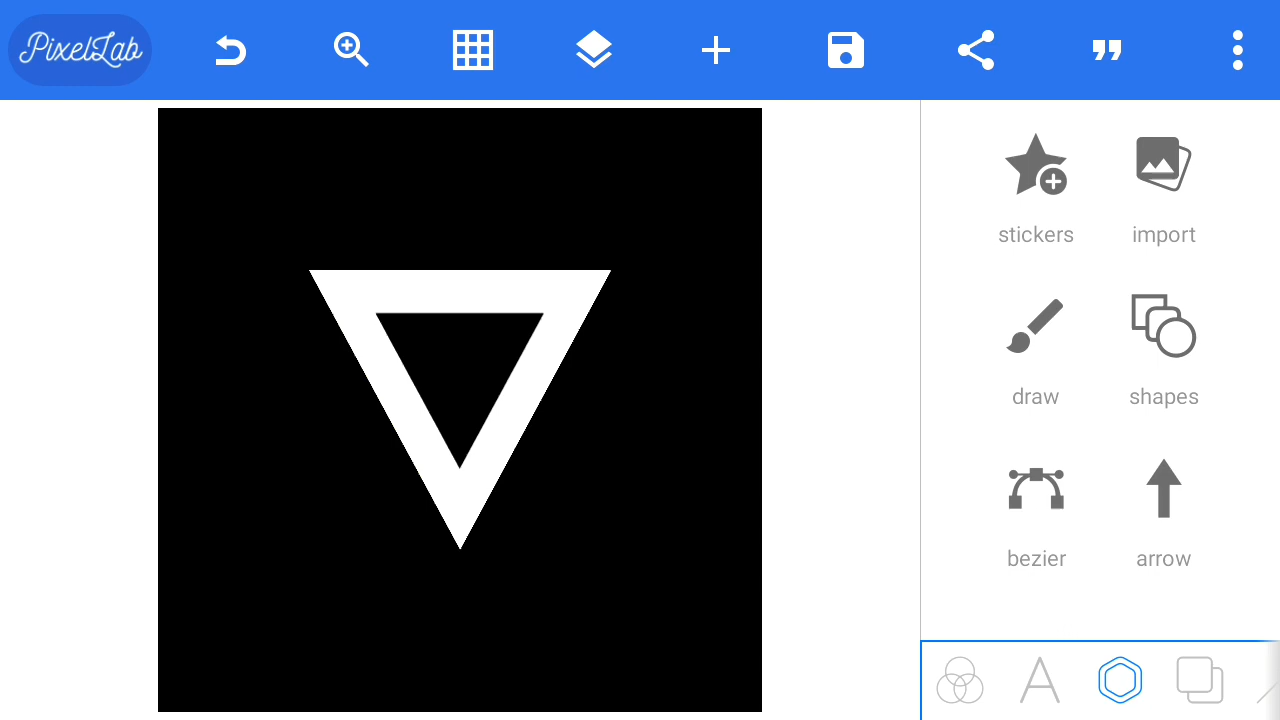 PixelLab
stickers
import
draw
shapes
bezier
arrow